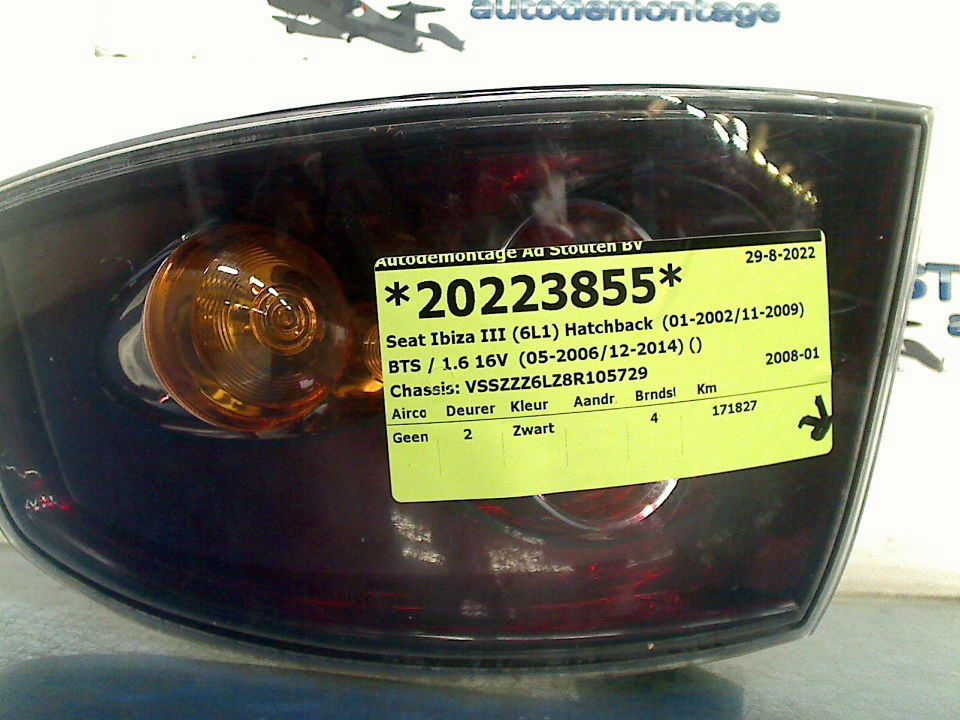 autodemontage
Autodemontage Ad Stouten BV
29-8-2022
*20223855*
Seat Ibiza III (6L1) Hatchback (01-2002/11-2009)
BTS / 1.6 16V (05-2006/12-2014) ()
2008-01
Chassis: VSSZZZ6LZ8R105729
Airco Deurer Kleur Aandr Brndst Km
Geen 2 Zwart 4 171827
R
ST
a